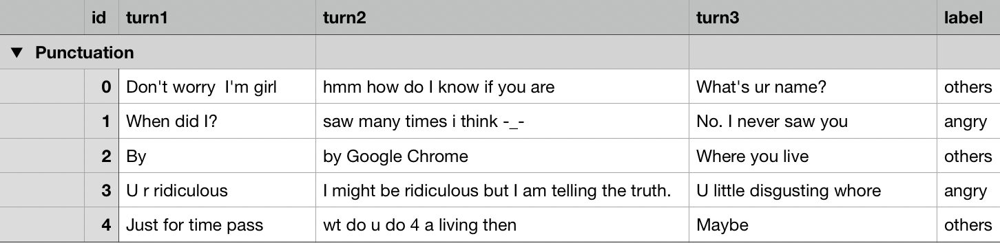 id turn1 turn2 turn3 label
▼ Punctuation
0 Don't worry  I'm girl hmm how do I know if you are What's ur name? others
1 When did I? saw many times i think -_- No. I never saw you angry
2 By by Google Chrome Where you live others
3 U r ridiculous I might be ridiculous but I am telling the truth. U little disgusting whore angry
4 Just for time pass wt do u do 4 a living then Maybe others